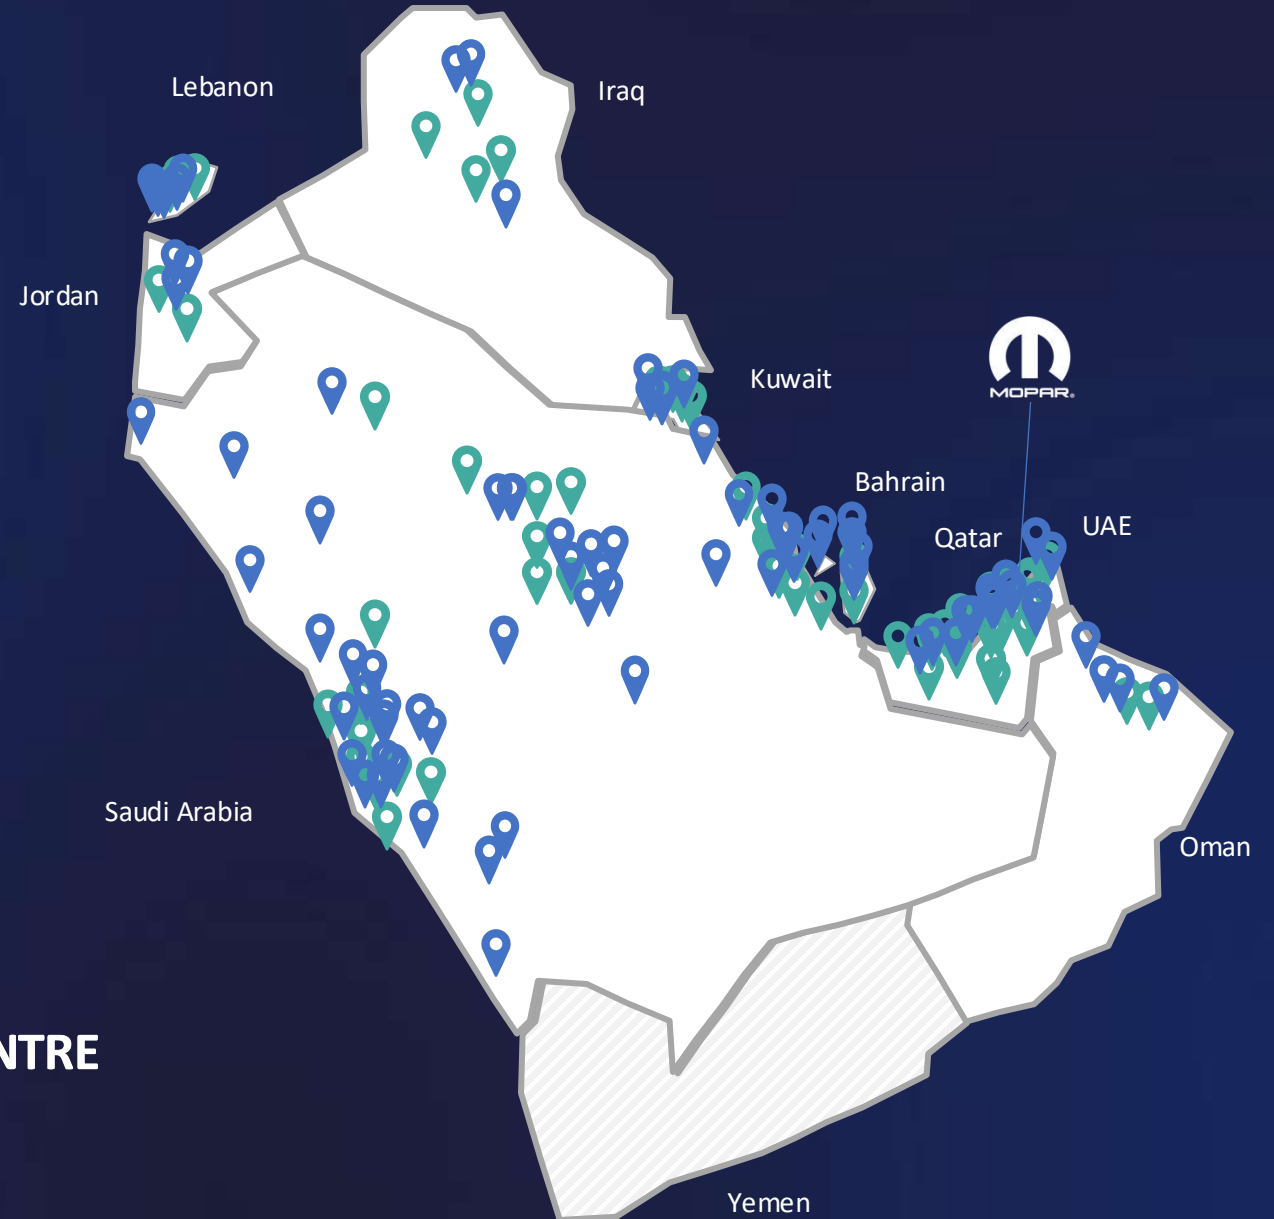 Lebanon
Iraq
Jordan
MOPAR®
Kuwait
Bahrain
UAE
Qatar
Saudi Arabia
Oman
NTRE
Yemen